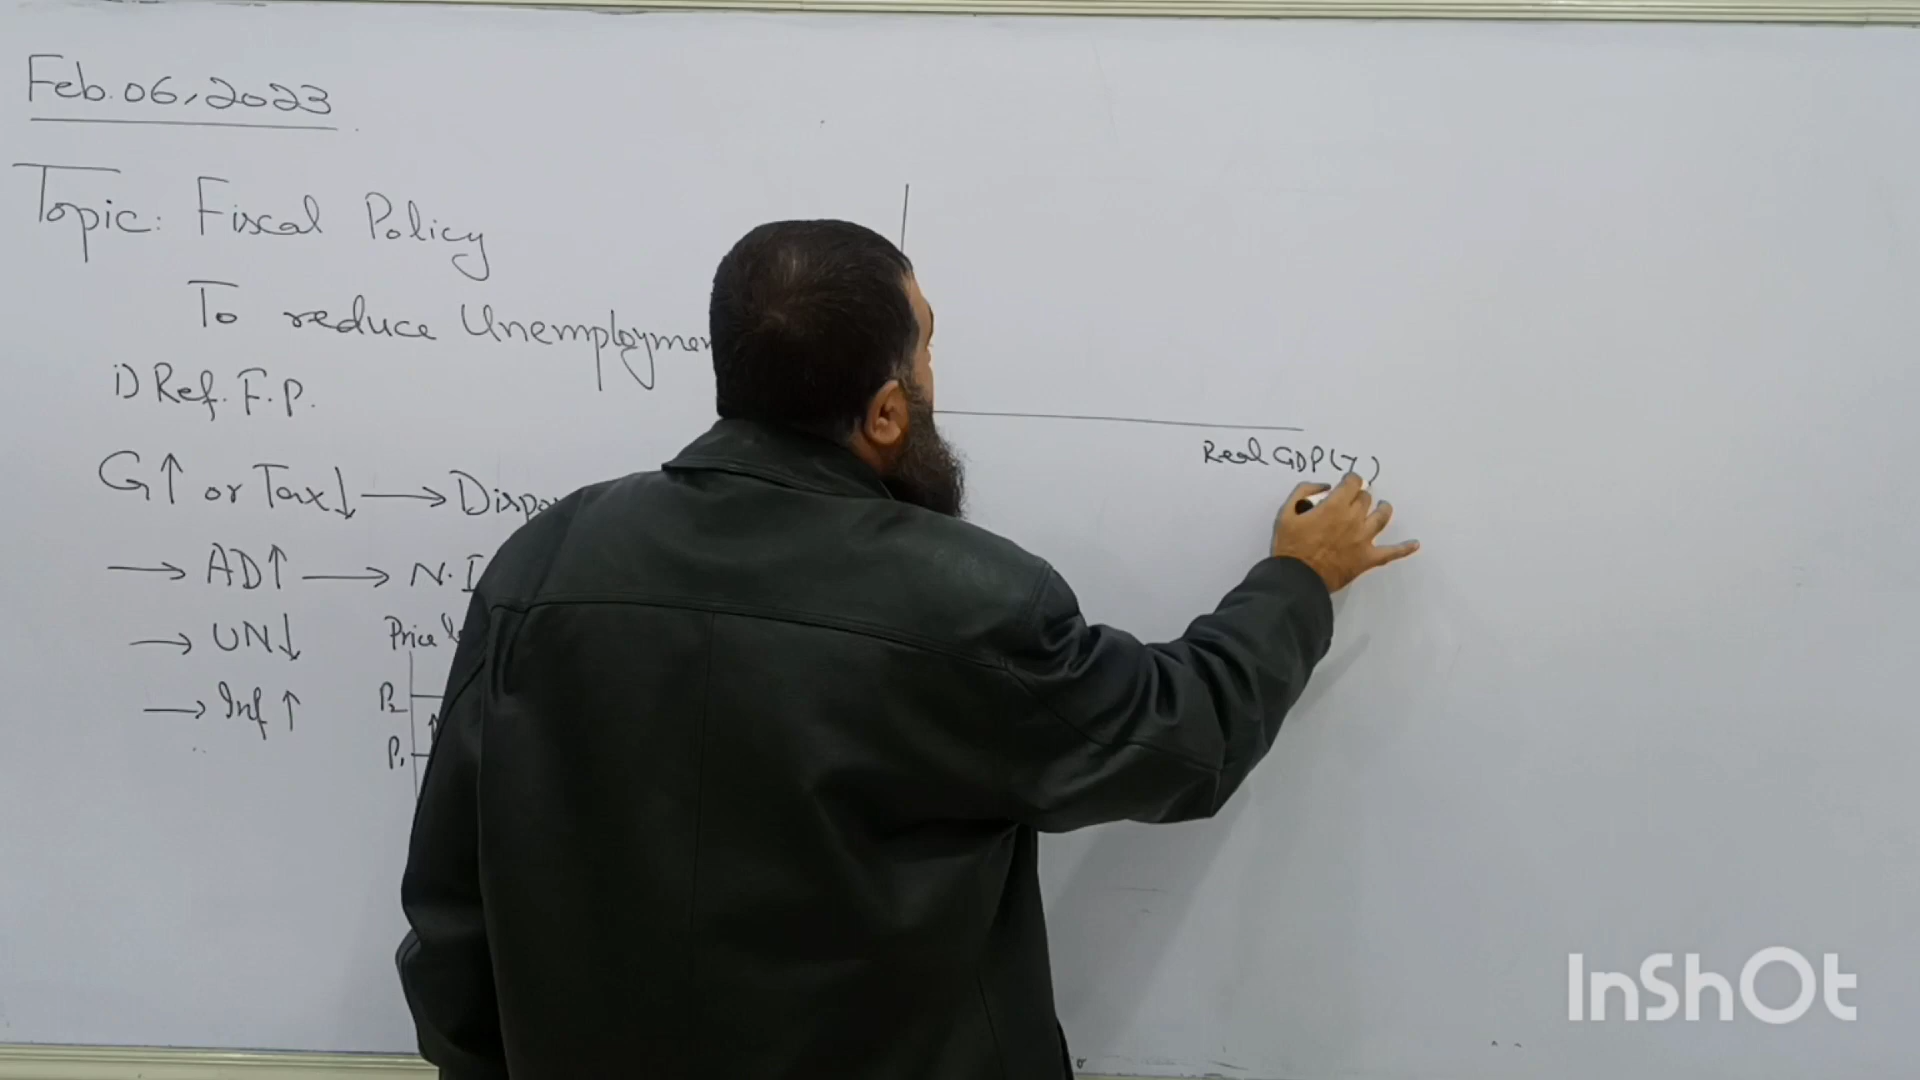 Feb. 06, 2023
Topic: Fiscal Policy
To reduce Unemploymen
i) Ref. F.P.
G↑ or Tax↓ → Dispo
→ AD↑ → N.I
→ UN↓
→ Inf ↑
Price le
P2
P1
Real GDP(Y)
InShOt